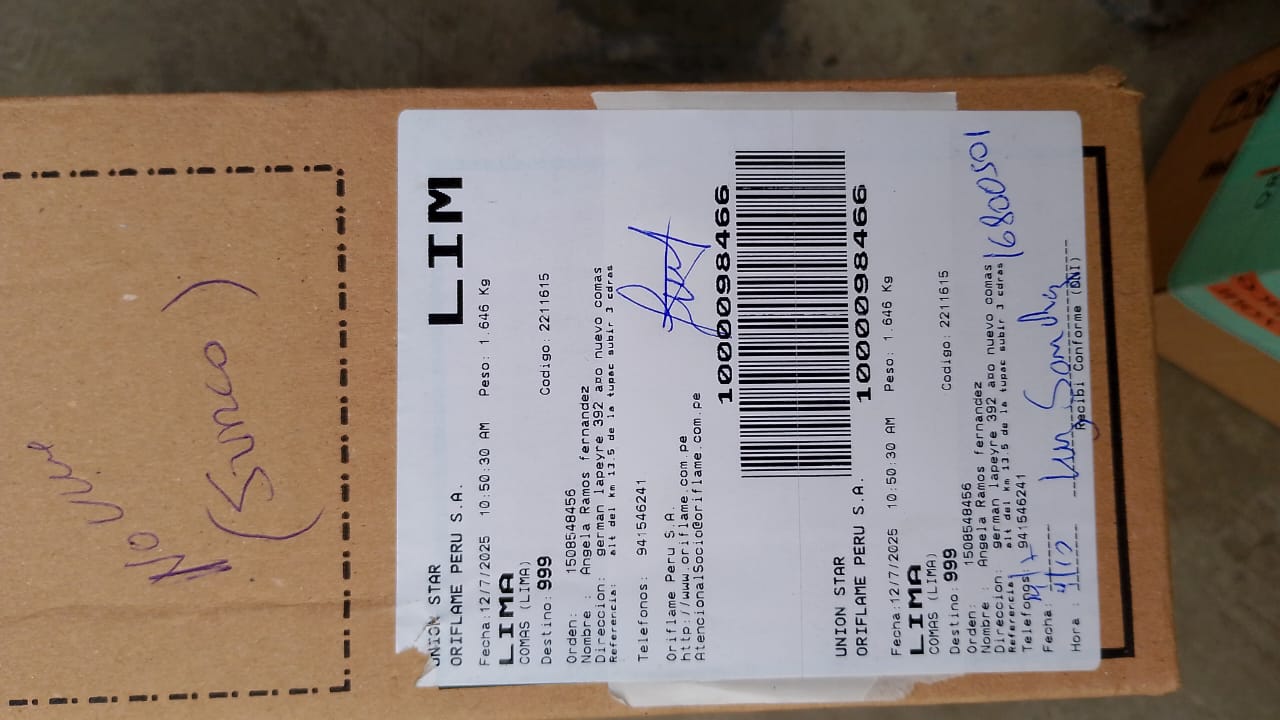 No Vive
(Surco)
LIM
UNION STAR
ORIFLAME PERU S.A.
Fecha:12/7/2025 10:50:30 AM Peso: 1.646 Kg
LIMA
COMAS (LIMA)
Destino: 999 Codigo: 2211615
Orden: 1508548456
Nombre : Angela Ramos fernandez
Direccion: german lapeyre 392 año nuevo comas
Referencia: alt del km 13.5 de la tupac subir 3 cdras
Telefonos: 941546241
Oriflame Peru S.A.
http://www.oriflame.com.pe
AtencionalSocio@oriflame.com.pe
1000098466
1000098466
UNION STAR
ORIFLAME PERU S.A.
Fecha:12/7/2025 10:50:30 AM Peso: 1.646 Kg
LIMA
COMAS (LIMA)
Destino: 999 Codigo: 2211615
Orden: 1508548456
Nombre : Angela Ramos fernandez
Direccion: german lapeyre 392 año nuevo comas
Referencia: alt del km 13.5 de la tupac subir 3 cdras
16800501
Telefonos: 941546241
Fecha:
Hora :
Recibi Conforme (DNI)